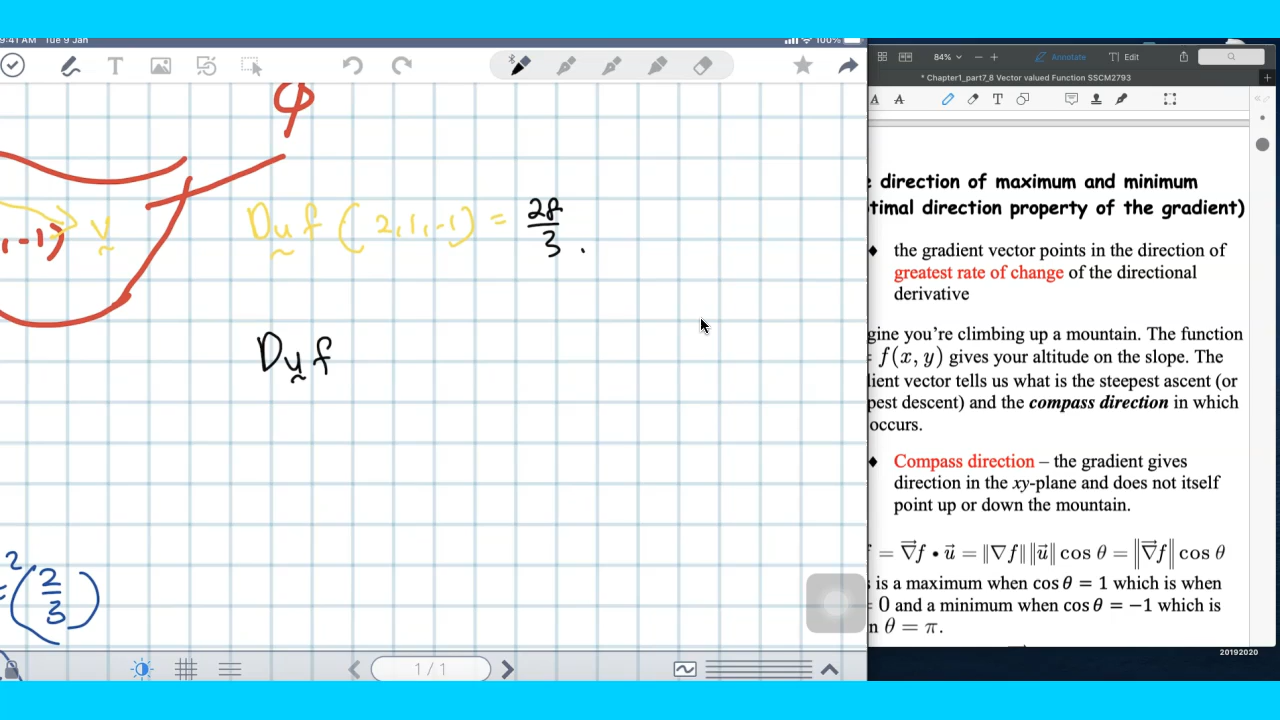 9:41 AM Tue 9 Jan
100%
T
φ
, -1) v
Duf (2,1,-1) = 28/3 .
Duf
= 2 (2/3)
1 / 1
84%
Annotate
T Edit
* Chapter1_part7_8 Vector valued Function SSCM2793
A A T
e direction of maximum and minimum
timal direction property of the gradient)
♦ the gradient vector points in the direction of
greatest rate of change of the directional
derivative
gine you're climbing up a mountain. The function
= f(x, y) gives your altitude on the slope. The
lient vector tells us what is the steepest ascent (or
pest descent) and the compass direction in which
occurs.
♦ Compass direction – the gradient gives
direction in the xy-plane and does not itself
point up or down the mountain.
f = ∇⃗f • u⃗ = ‖∇f‖ ‖u⃗‖ cos θ = ‖∇⃗f‖ cos θ
s is a maximum when cos θ = 1 which is when
= 0 and a minimum when cos θ = −1 which is
n θ = π.
20192020